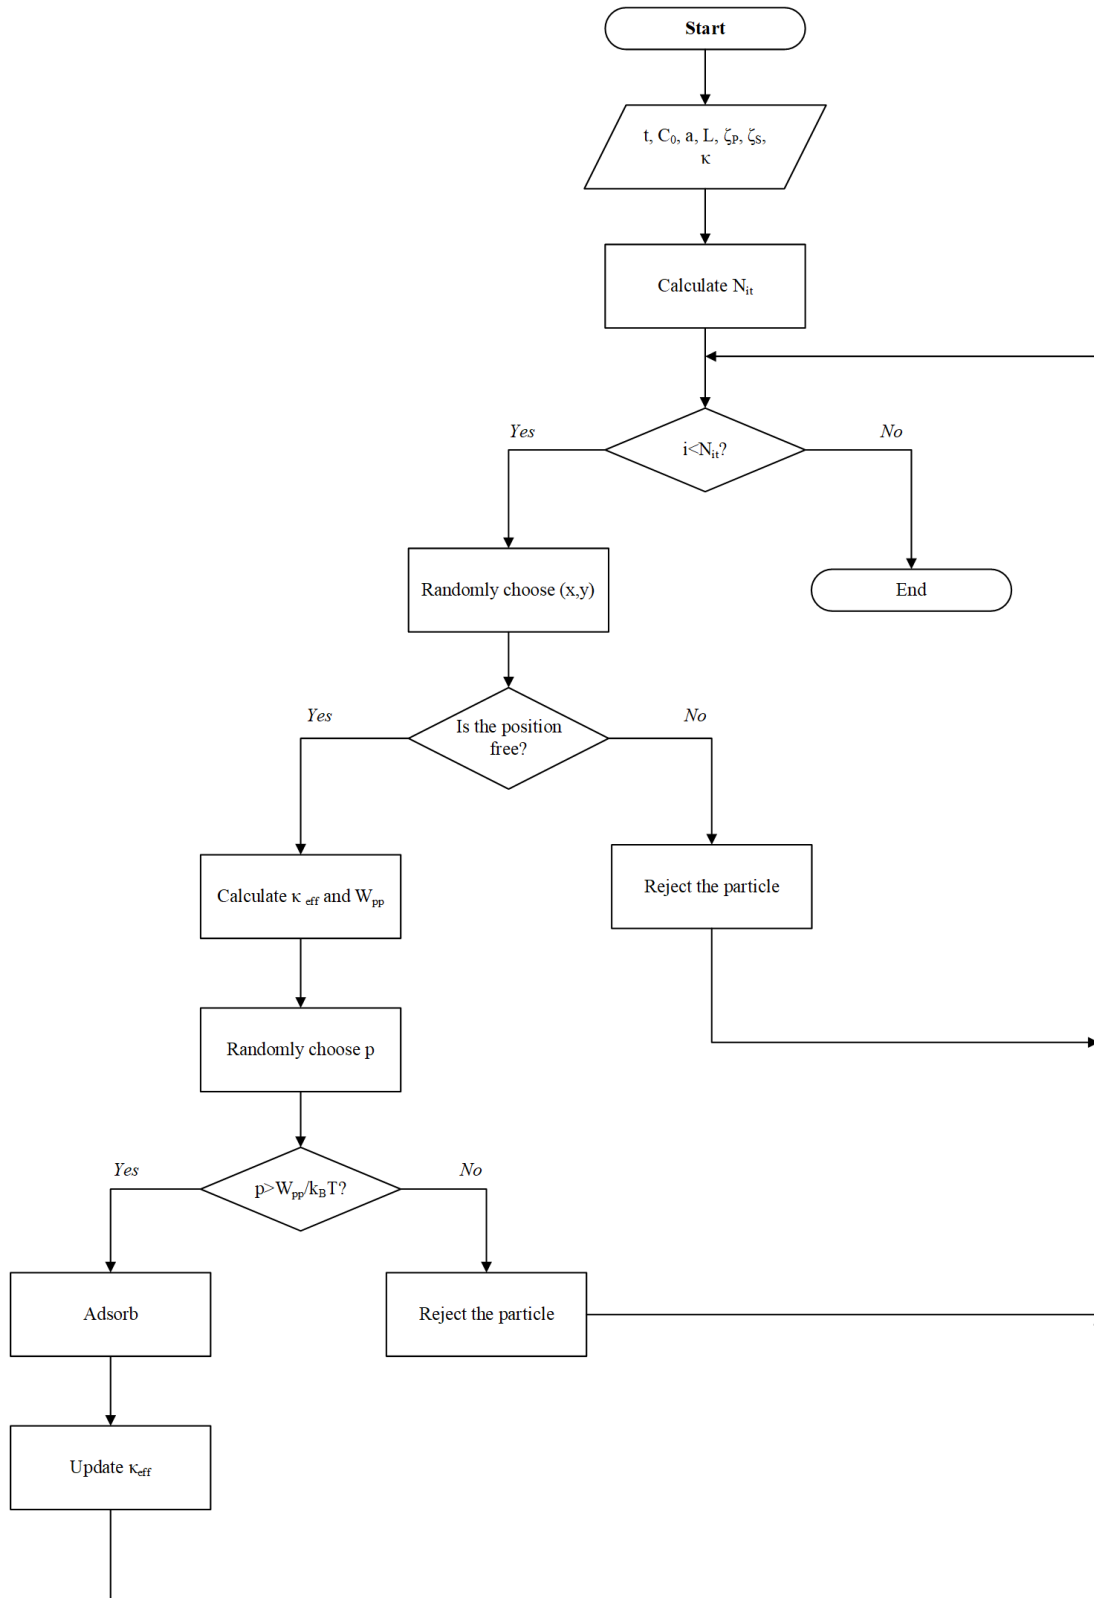 Start
t, C₀, a, L, ζₚ, ζₛ,
κ
Calculate Nᵢₜ
Yes
No
i<Nᵢₜ?
Randomly choose (x,y)
End
Yes
No
Is the position
free?
Calculate κ eff and Wpp
Reject the particle
Randomly choose p
Yes
No
p>Wpp/kBT?
Adsorb
Reject the particle
Update κeff